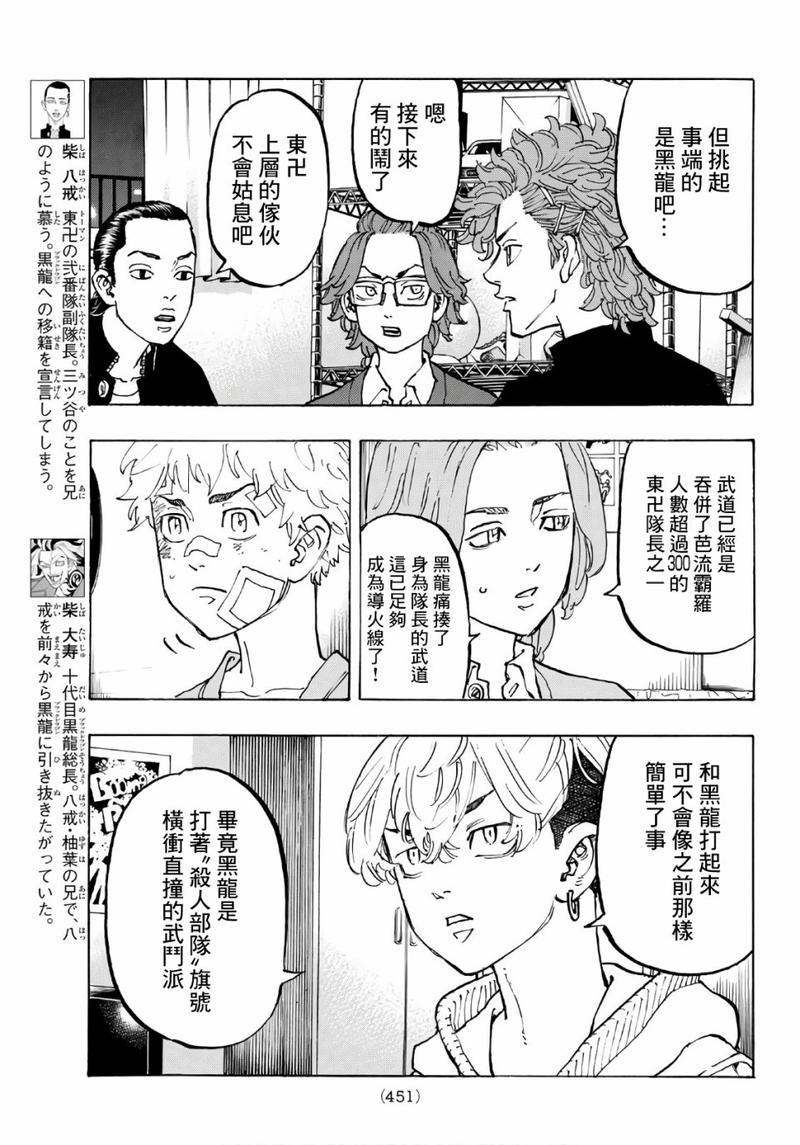 但挑起
事端的
是黑龍吧…
嗯
接下來
有的鬧了
東卍
上層的傢伙
不會姑息吧
武道已經是
吞併了芭流霸羅
人數超過300的
東卍隊長之一
黑龍痛揍了
身為隊長的武道
這已足夠
成為導火線了！
和黑龍打起來
可不會像之前那樣
簡單了事
畢竟黑龍是
打著〝殺人部隊〞旗號
橫衝直撞的武鬥派
柴 八戒 東卍の弐番隊副隊長。三ツ谷のことを兄
のように慕う。黒龍への移籍を宣言してしまう。
柴 大寿 十代目黒龍総長。八戒・柚葉の兄で、八
戒を前々から黒龍に引き抜きたがっていた。
(451)